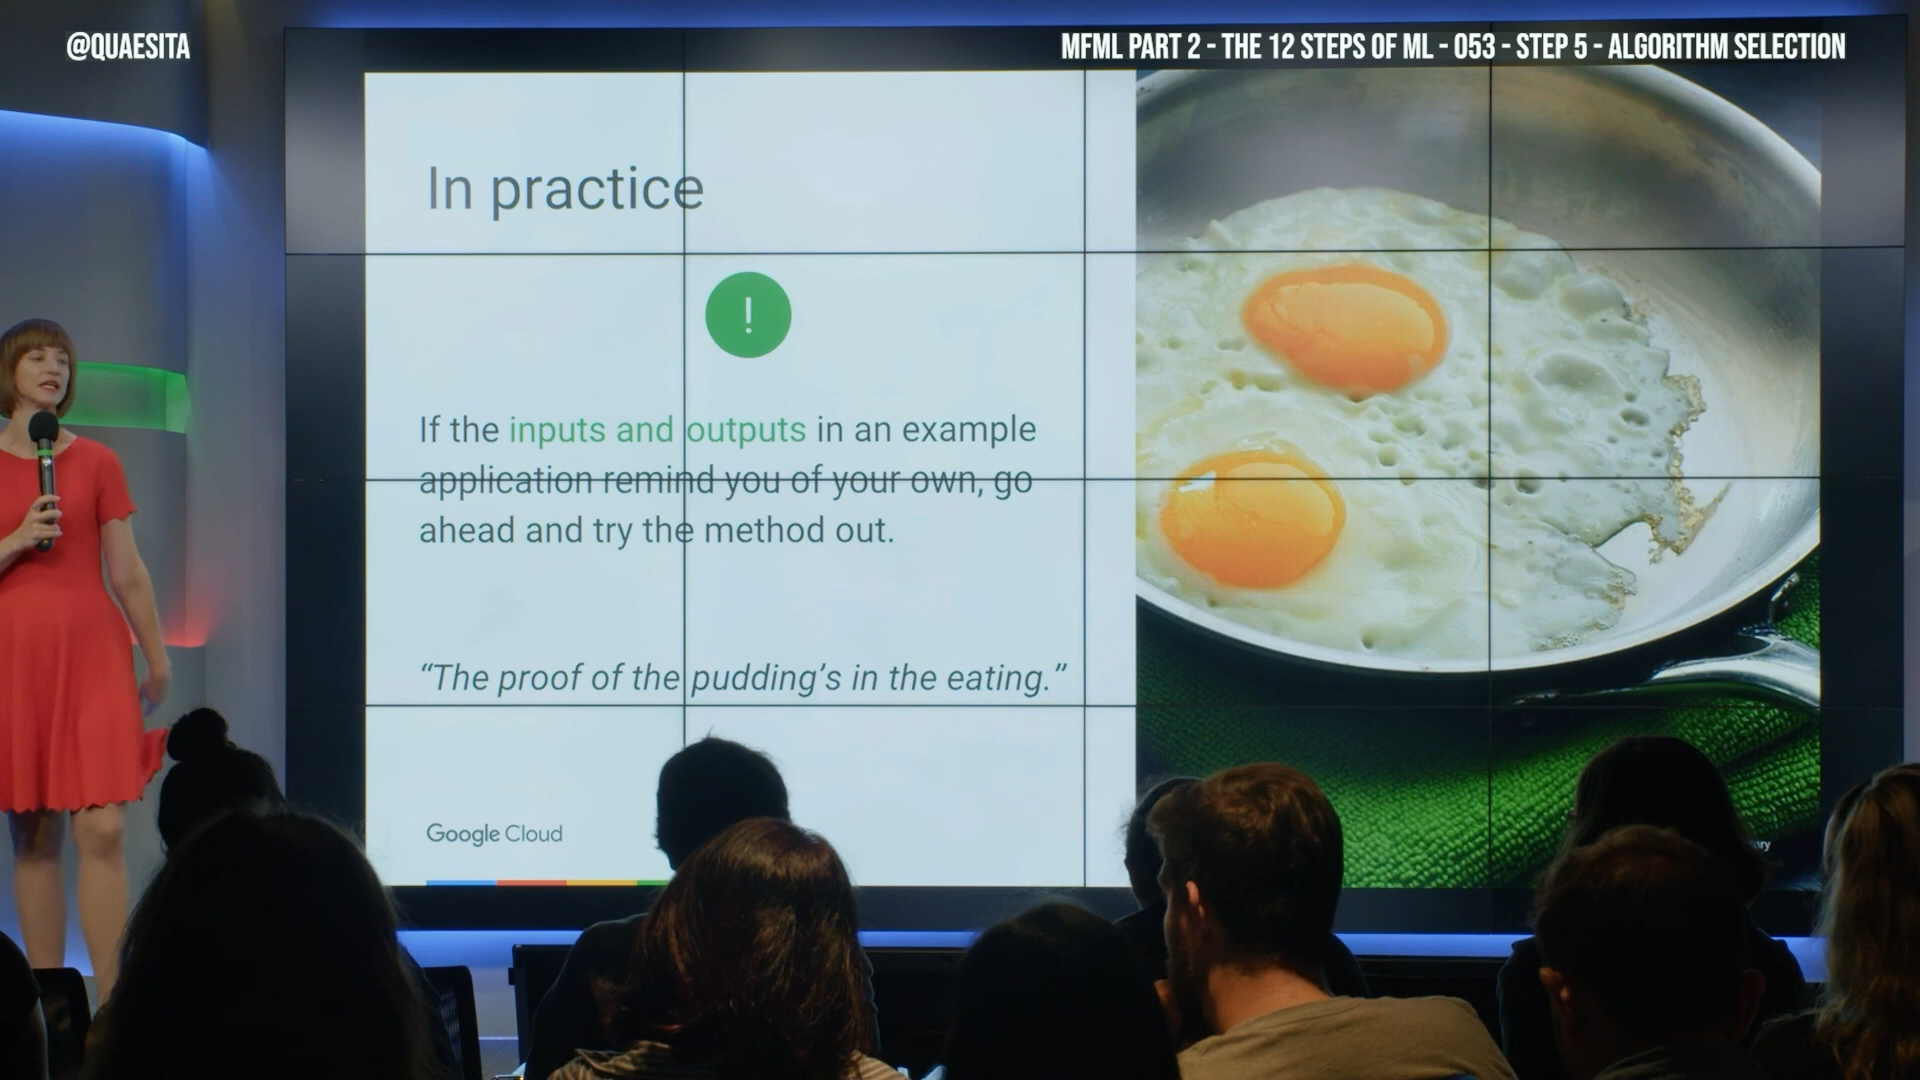 @QUAESITA
MFML PART 2 - THE 12 STEPS OF ML - 053 - STEP 5 - ALGORITHM SELECTION
In practice
!
If the inputs and outputs in an example
application remind you of your own, go
ahead and try the method out.
“The proof of the pudding’s in the eating.”
Google Cloud